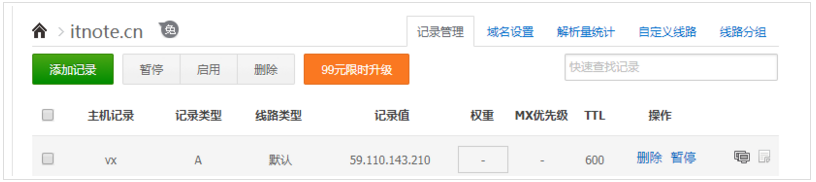 itnote.cn 免 记录管理 域名设置 解析量统计 自定义线路 线路分组
添加记录 暂停 启用 删除 99元限时升级 快速查找记录
主机记录 记录类型 线路类型 记录值 权重 MX优先级 TTL 操作
vx A 默认 59.110.143.210 - - 600 删除 暂停